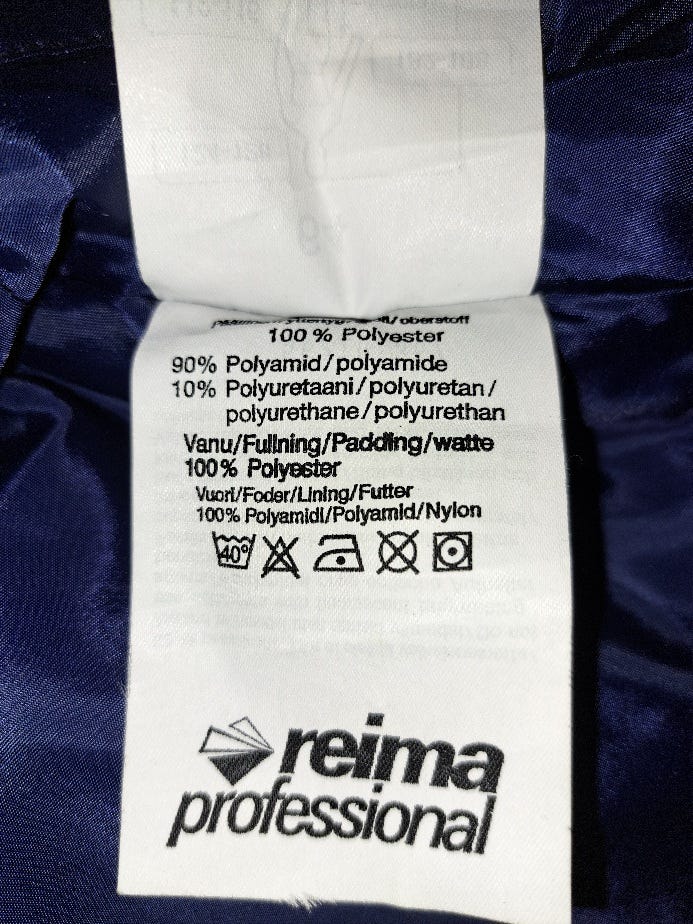 oberstoff
100 % Polyester
90% Polyamid/polyamide
10% Polyuretaani/polyuretan/
polyurethane/polyurethan
Vanu/Fullning/Padding/watte
100% Polyester
Vuori/Foder/Lining/Futter
100% Polyamidi/Polyamid/Nylon
40°
reima
professional